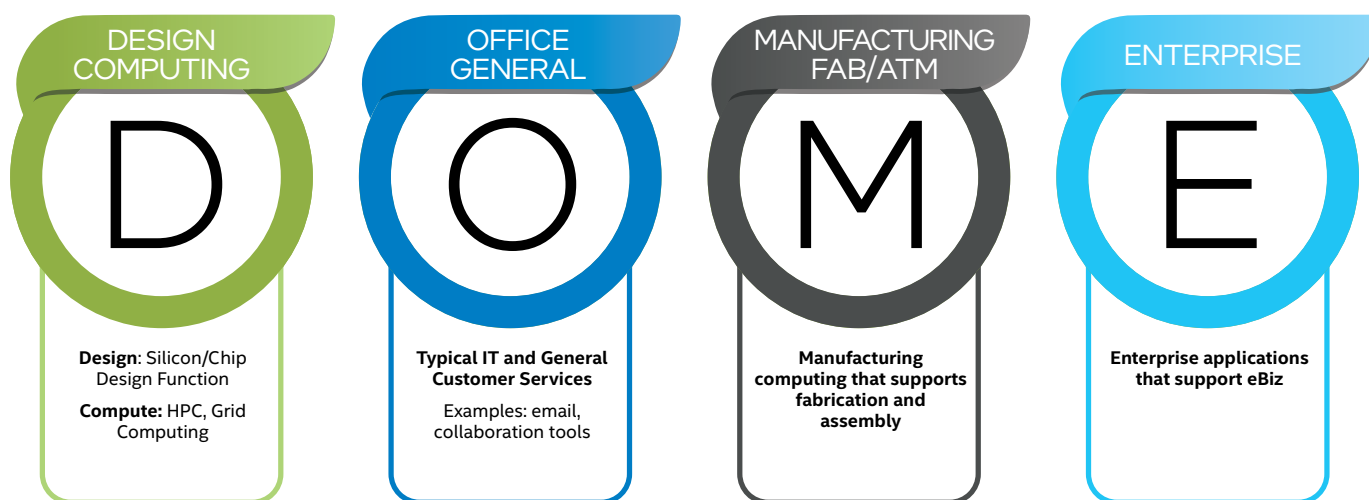 DESIGN
COMPUTING
D
Design: Silicon/Chip
Design Function
Compute: HPC, Grid
Computing
OFFICE
GENERAL
O
Typical IT and General
Customer Services
Examples: email,
collaboration tools
MANUFACTURING
FAB/ATM
M
Manufacturing
computing that supports
fabrication and
assembly
ENTERPRISE
E
Enterprise applications
that support eBiz